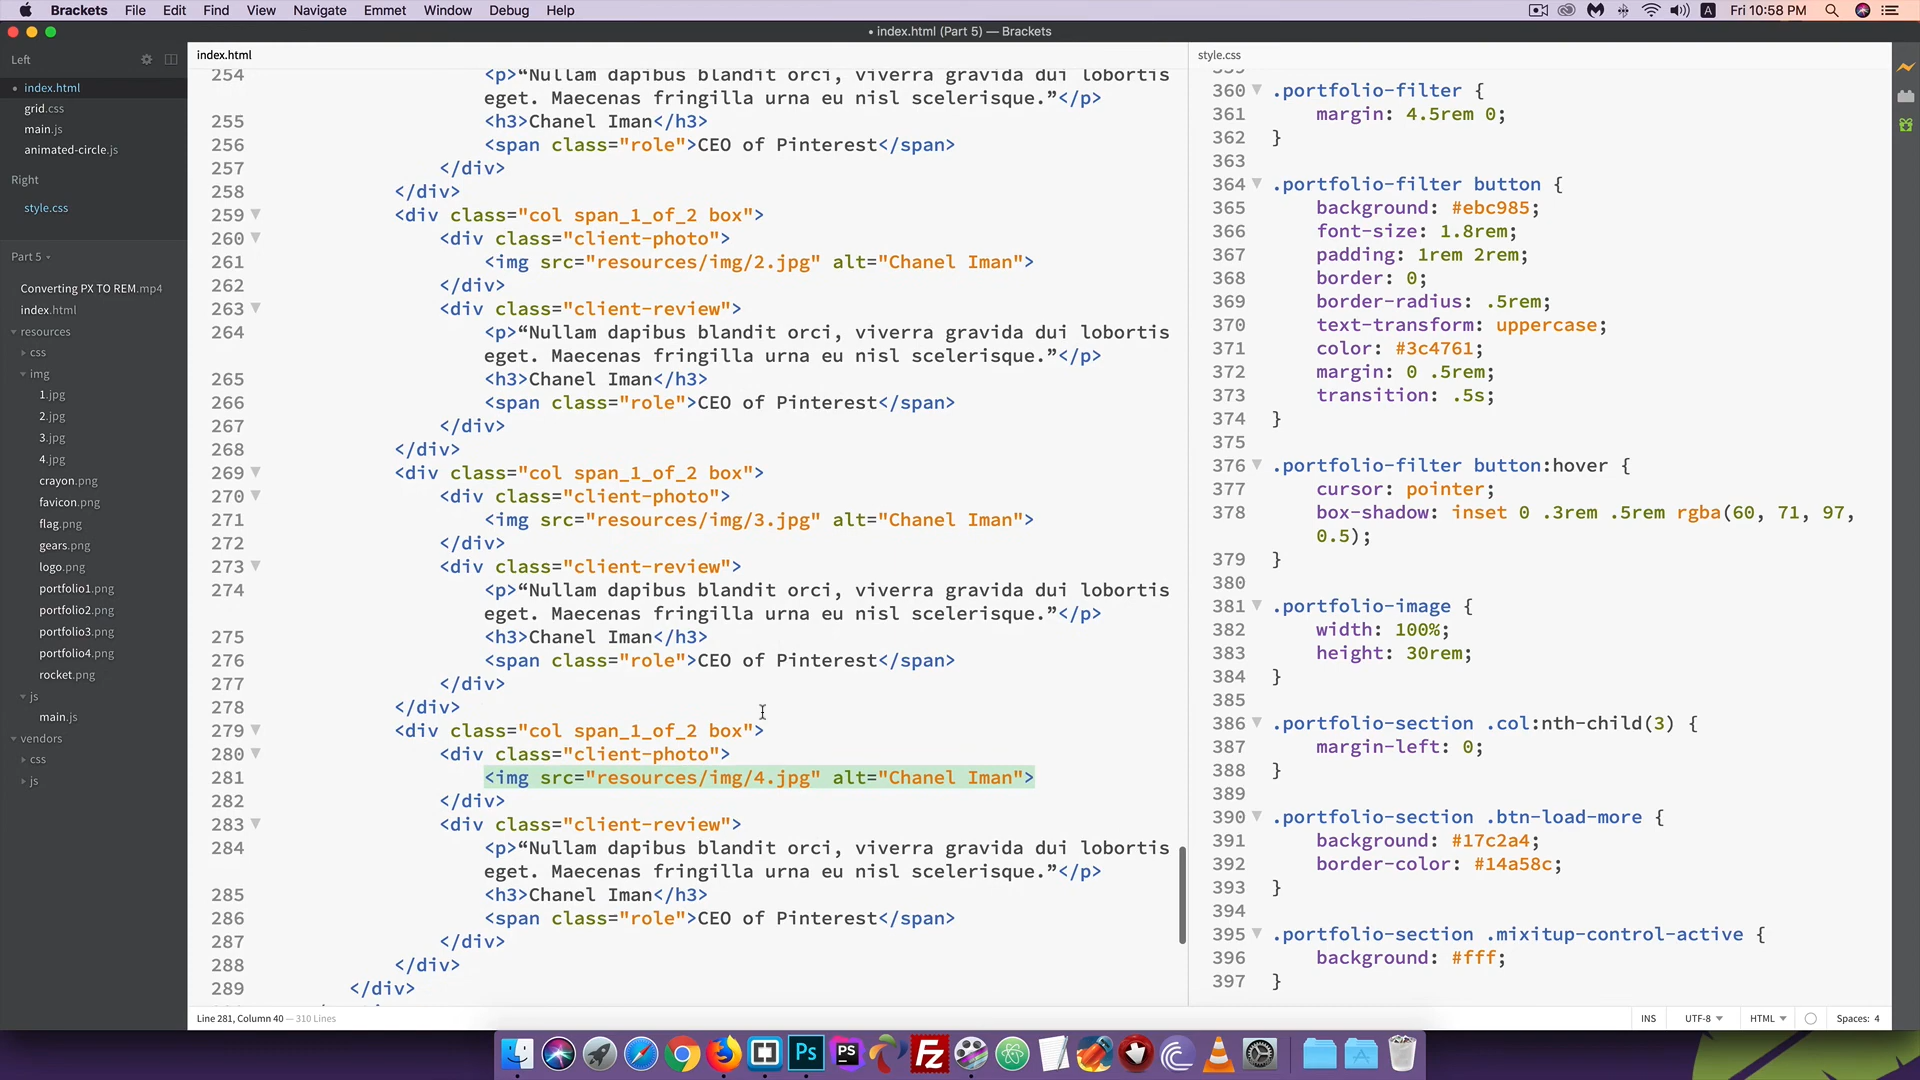 Brackets File Edit Find View Navigate Emmet Window Debug Help
A Fri 10:58 PM
• index.html (Part 5) — Brackets
Left
• index.html
grid.css
main.js
animated-circle.js
Right
style.css
Part 5
Converting PX TO REM.mp4
index.html
resources
css
img
1.jpg
2.jpg
3.jpg
4.jpg
crayon.png
favicon.png
flag.png
gears.png
logo.png
portfolio1.png
portfolio2.png
portfolio3.png
portfolio4.png
rocket.png
js
main.js
vendors
css
js
index.html
254 <p>“Nullam dapibus blandit orci, viverra gravida dui lobortis
eget. Maecenas fringilla urna eu nisl scelerisque.”</p>
255 <h3>Chanel Iman</h3>
256 <span class="role">CEO of Pinterest</span>
257 </div>
258 </div>
259 <div class="col span_1_of_2 box">
260 <div class="client-photo">
261 <img src="resources/img/2.jpg" alt="Chanel Iman">
262 </div>
263 <div class="client-review">
264 <p>“Nullam dapibus blandit orci, viverra gravida dui lobortis
eget. Maecenas fringilla urna eu nisl scelerisque.”</p>
265 <h3>Chanel Iman</h3>
266 <span class="role">CEO of Pinterest</span>
267 </div>
268 </div>
269 <div class="col span_1_of_2 box">
270 <div class="client-photo">
271 <img src="resources/img/3.jpg" alt="Chanel Iman">
272 </div>
273 <div class="client-review">
274 <p>“Nullam dapibus blandit orci, viverra gravida dui lobortis
eget. Maecenas fringilla urna eu nisl scelerisque.”</p>
275 <h3>Chanel Iman</h3>
276 <span class="role">CEO of Pinterest</span>
277 </div>
278 </div>
279 <div class="col span_1_of_2 box">
280 <div class="client-photo">
281 <img src="resources/img/4.jpg" alt="Chanel Iman">
282 </div>
283 <div class="client-review">
284 <p>“Nullam dapibus blandit orci, viverra gravida dui lobortis
eget. Maecenas fringilla urna eu nisl scelerisque.”</p>
285 <h3>Chanel Iman</h3>
286 <span class="role">CEO of Pinterest</span>
287 </div>
288 </div>
289 </div>
style.css
360 .portfolio-filter {
361 margin: 4.5rem 0;
362 }
363
364 .portfolio-filter button {
365 background: #ebc985;
366 font-size: 1.8rem;
367 padding: 1rem 2rem;
368 border: 0;
369 border-radius: .5rem;
370 text-transform: uppercase;
371 color: #3c4761;
372 margin: 0 .5rem;
373 transition: .5s;
374 }
375
376 .portfolio-filter button:hover {
377 cursor: pointer;
378 box-shadow: inset 0 .3rem .5rem rgba(60, 71, 97,
0.5);
379 }
380
381 .portfolio-image {
382 width: 100%;
383 height: 30rem;
384 }
385
386 .portfolio-section .col:nth-child(3) {
387 margin-left: 0;
388 }
389
390 .portfolio-section .btn-load-more {
391 background: #17c2a4;
392 border-color: #14a58c;
393 }
394
395 .portfolio-section .mixitup-control-active {
396 background: #fff;
397 }
Line 281, Column 40 — 310 Lines
INS UTF-8 HTML Spaces: 4
Ps PS FZ